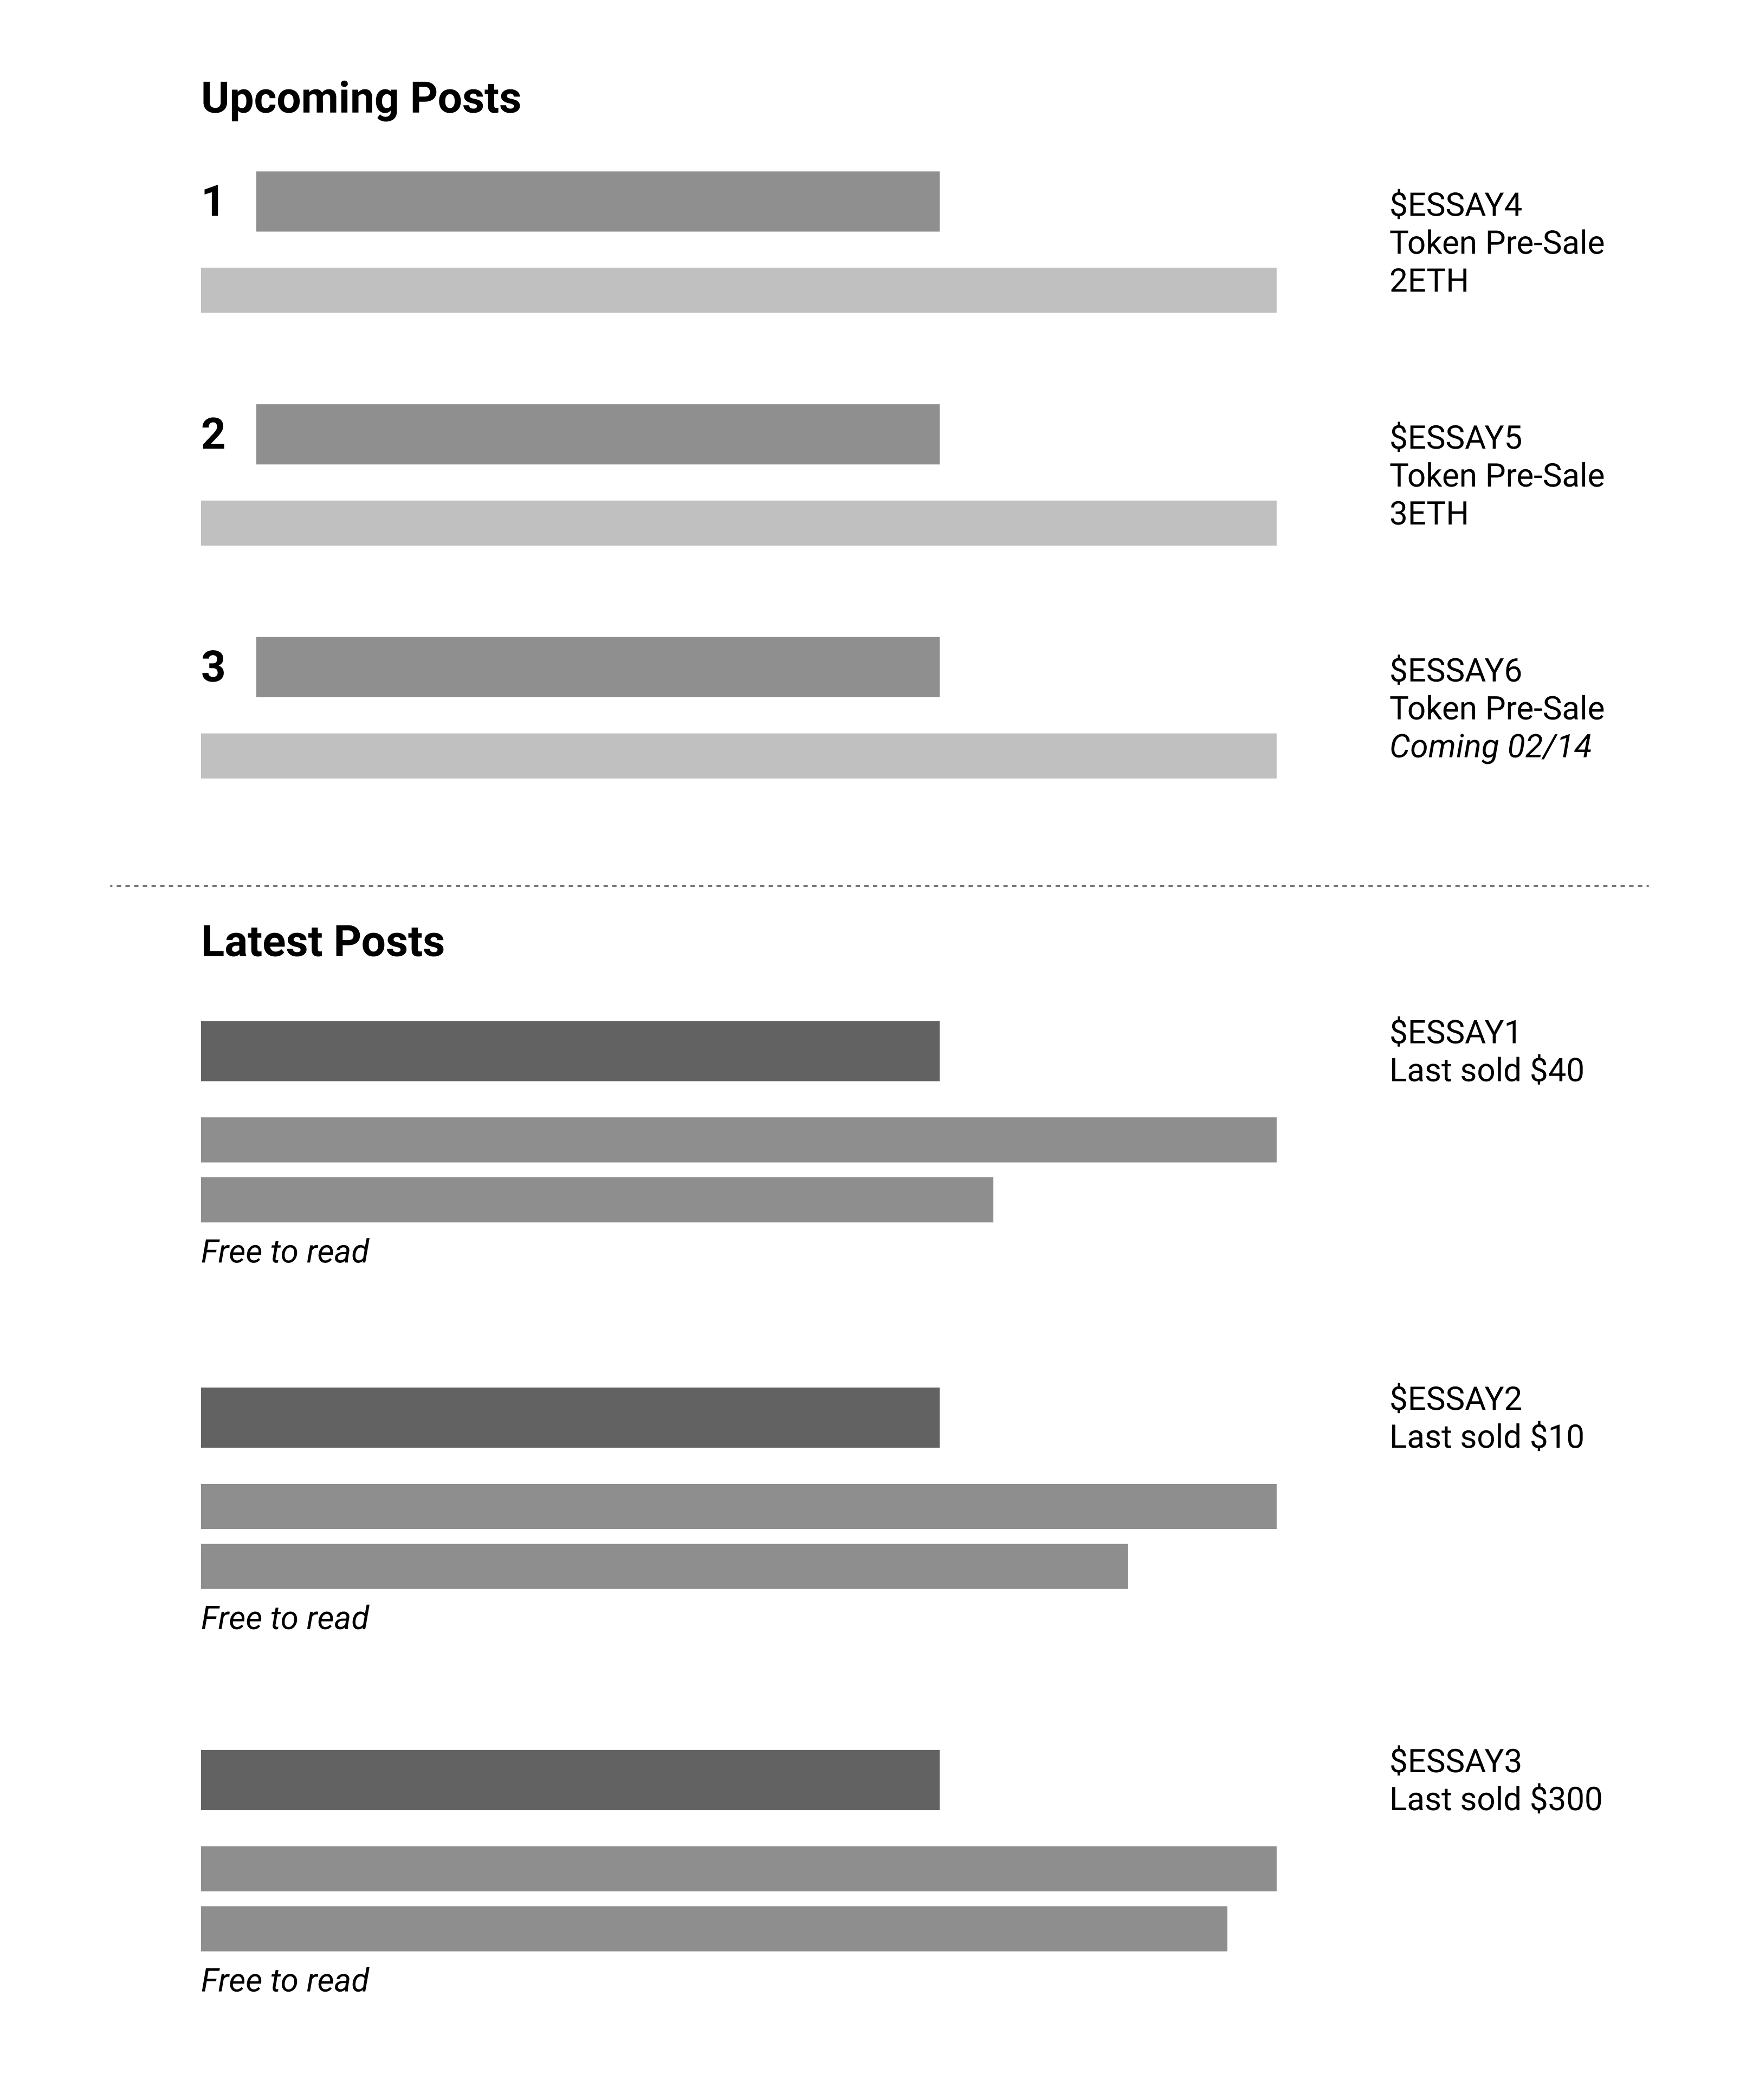 Upcoming Posts
1
$ESSAY4
Token Pre-Sale
2ETH
2
$ESSAY5
Token Pre-Sale
3ETH
3
$ESSAY6
Token Pre-Sale
Coming 02/14
Latest Posts
$ESSAY1
Last sold $40
Free to read
$ESSAY2
Last sold $10
Free to read
$ESSAY3
Last sold $300
Free to read